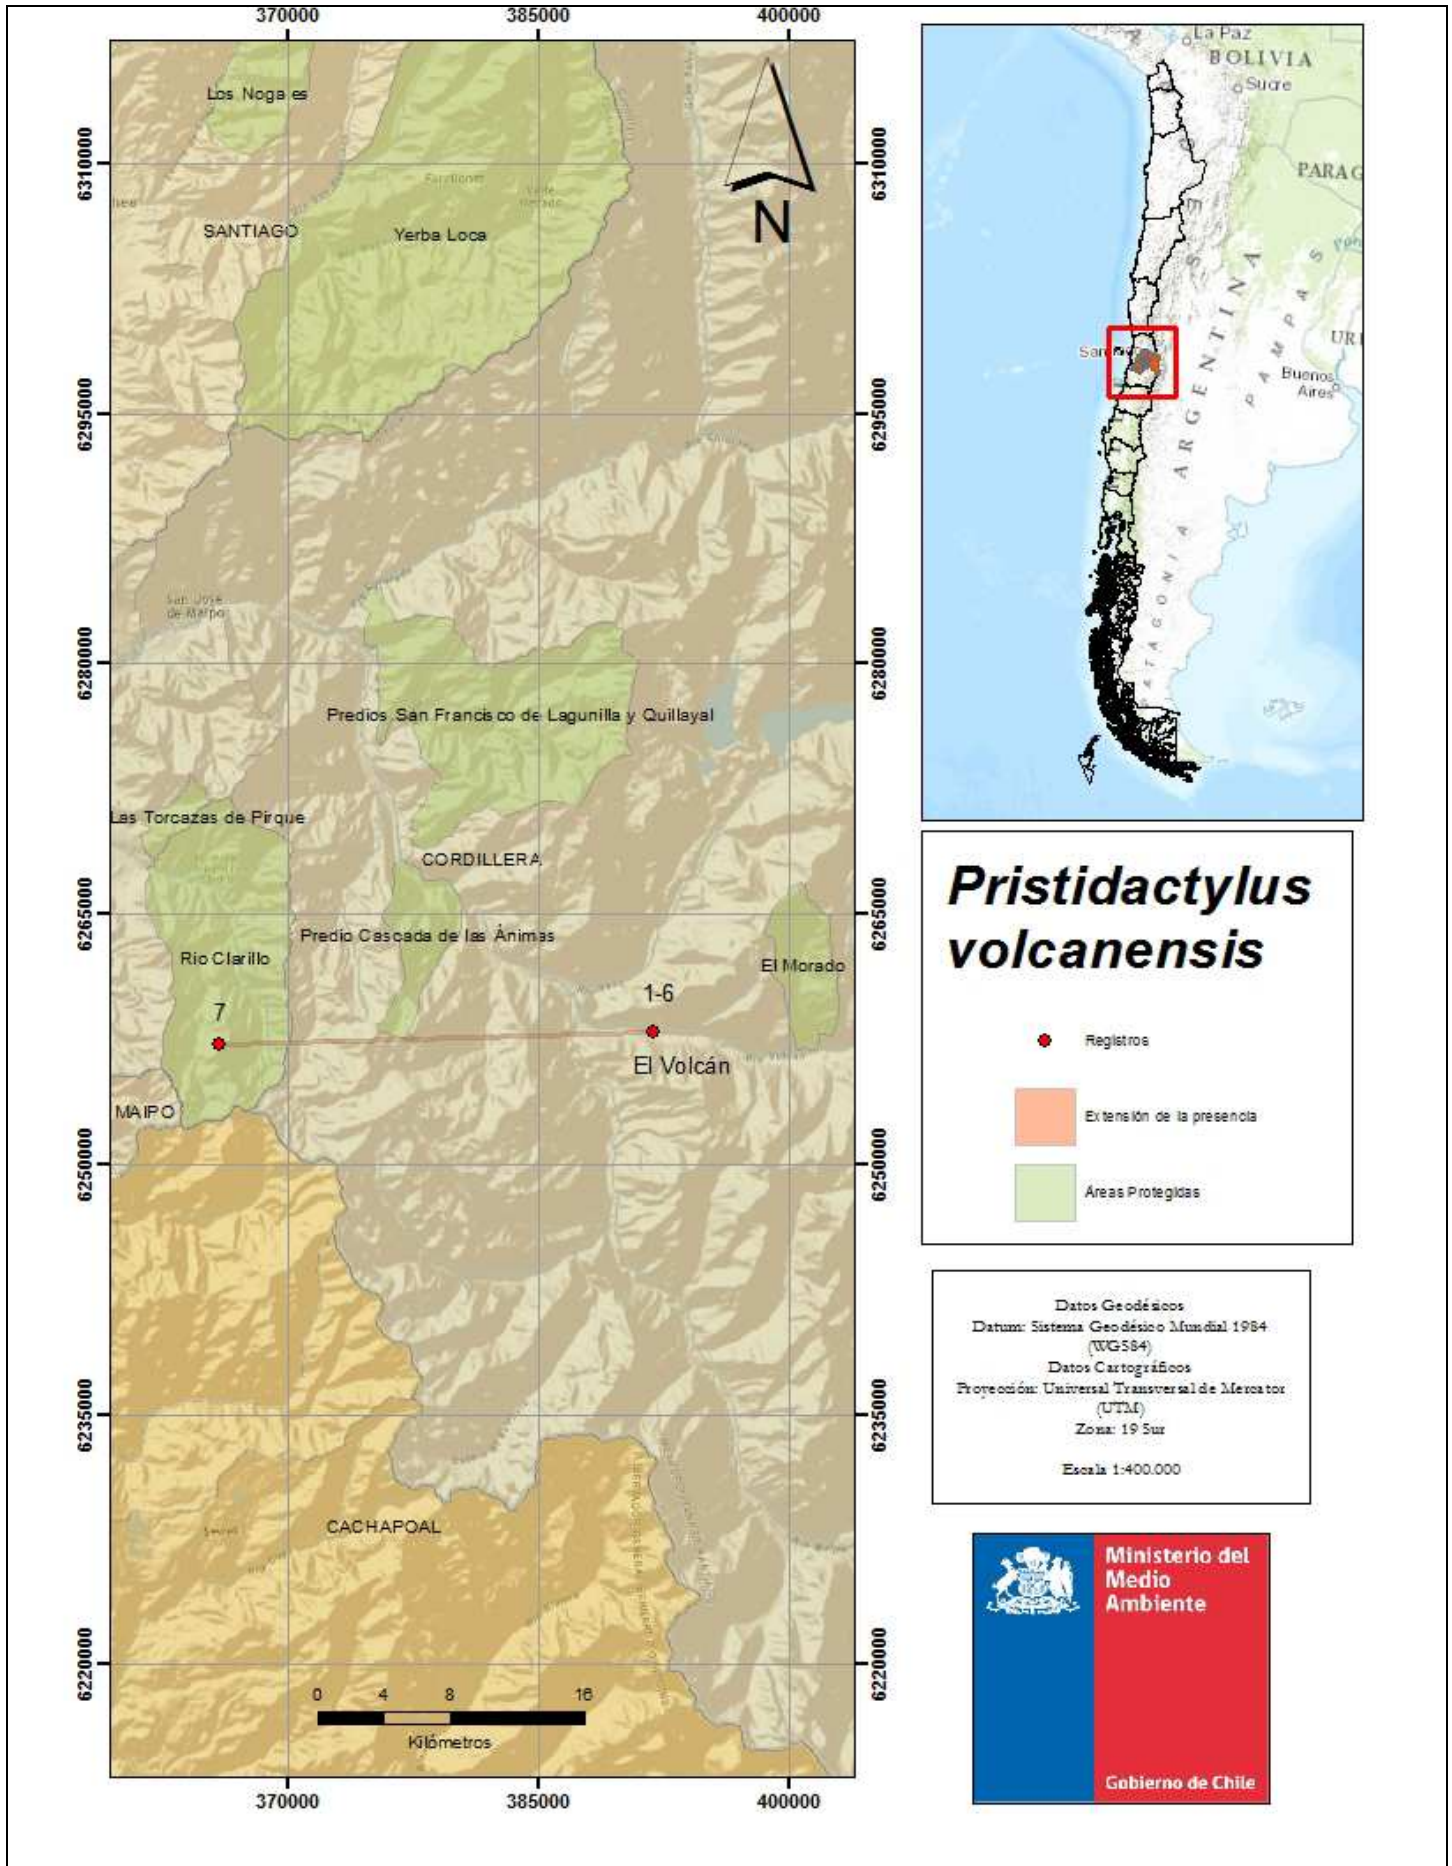 370000 385000 400000
6310000
6295000
6280000
6265000
6250000
6235000
6220000
Los Nogales
SANTIAGO
Yerba Loca
N
San José
de Maipo
Predios San Francisco de Lagunilla y Quillayal
Las Torcazas de Pirque
CORDILLERA
Predio Cascada de las Ánimas
Rio Clarillo
El Morado
7
1-6
El Volcán
MAIPO
CACHAPOAL
0 4 8 16
Kilómetros
6310000
6295000
6280000
6265000
6250000
6235000
6220000
370000 385000 400000
La Paz
BOLIVIA
Sucre
PARAG
ARGENTINA
PAMPAS
URI
Buenos
Aires
Pristidactylus
volcanensis
Registros
Extensión de la presencia
Áreas Protegidas
Datos Geodésicos
Datum: Sistema Geodésico Mundial 1984
(WGS84)
Datos Cartográficos
Proyección: Universal Transversal de Mercator
(UTM)
Zona: 19 Sur
Escala 1:400.000
Ministerio del
Medio
Ambiente
Gobierno de Chile